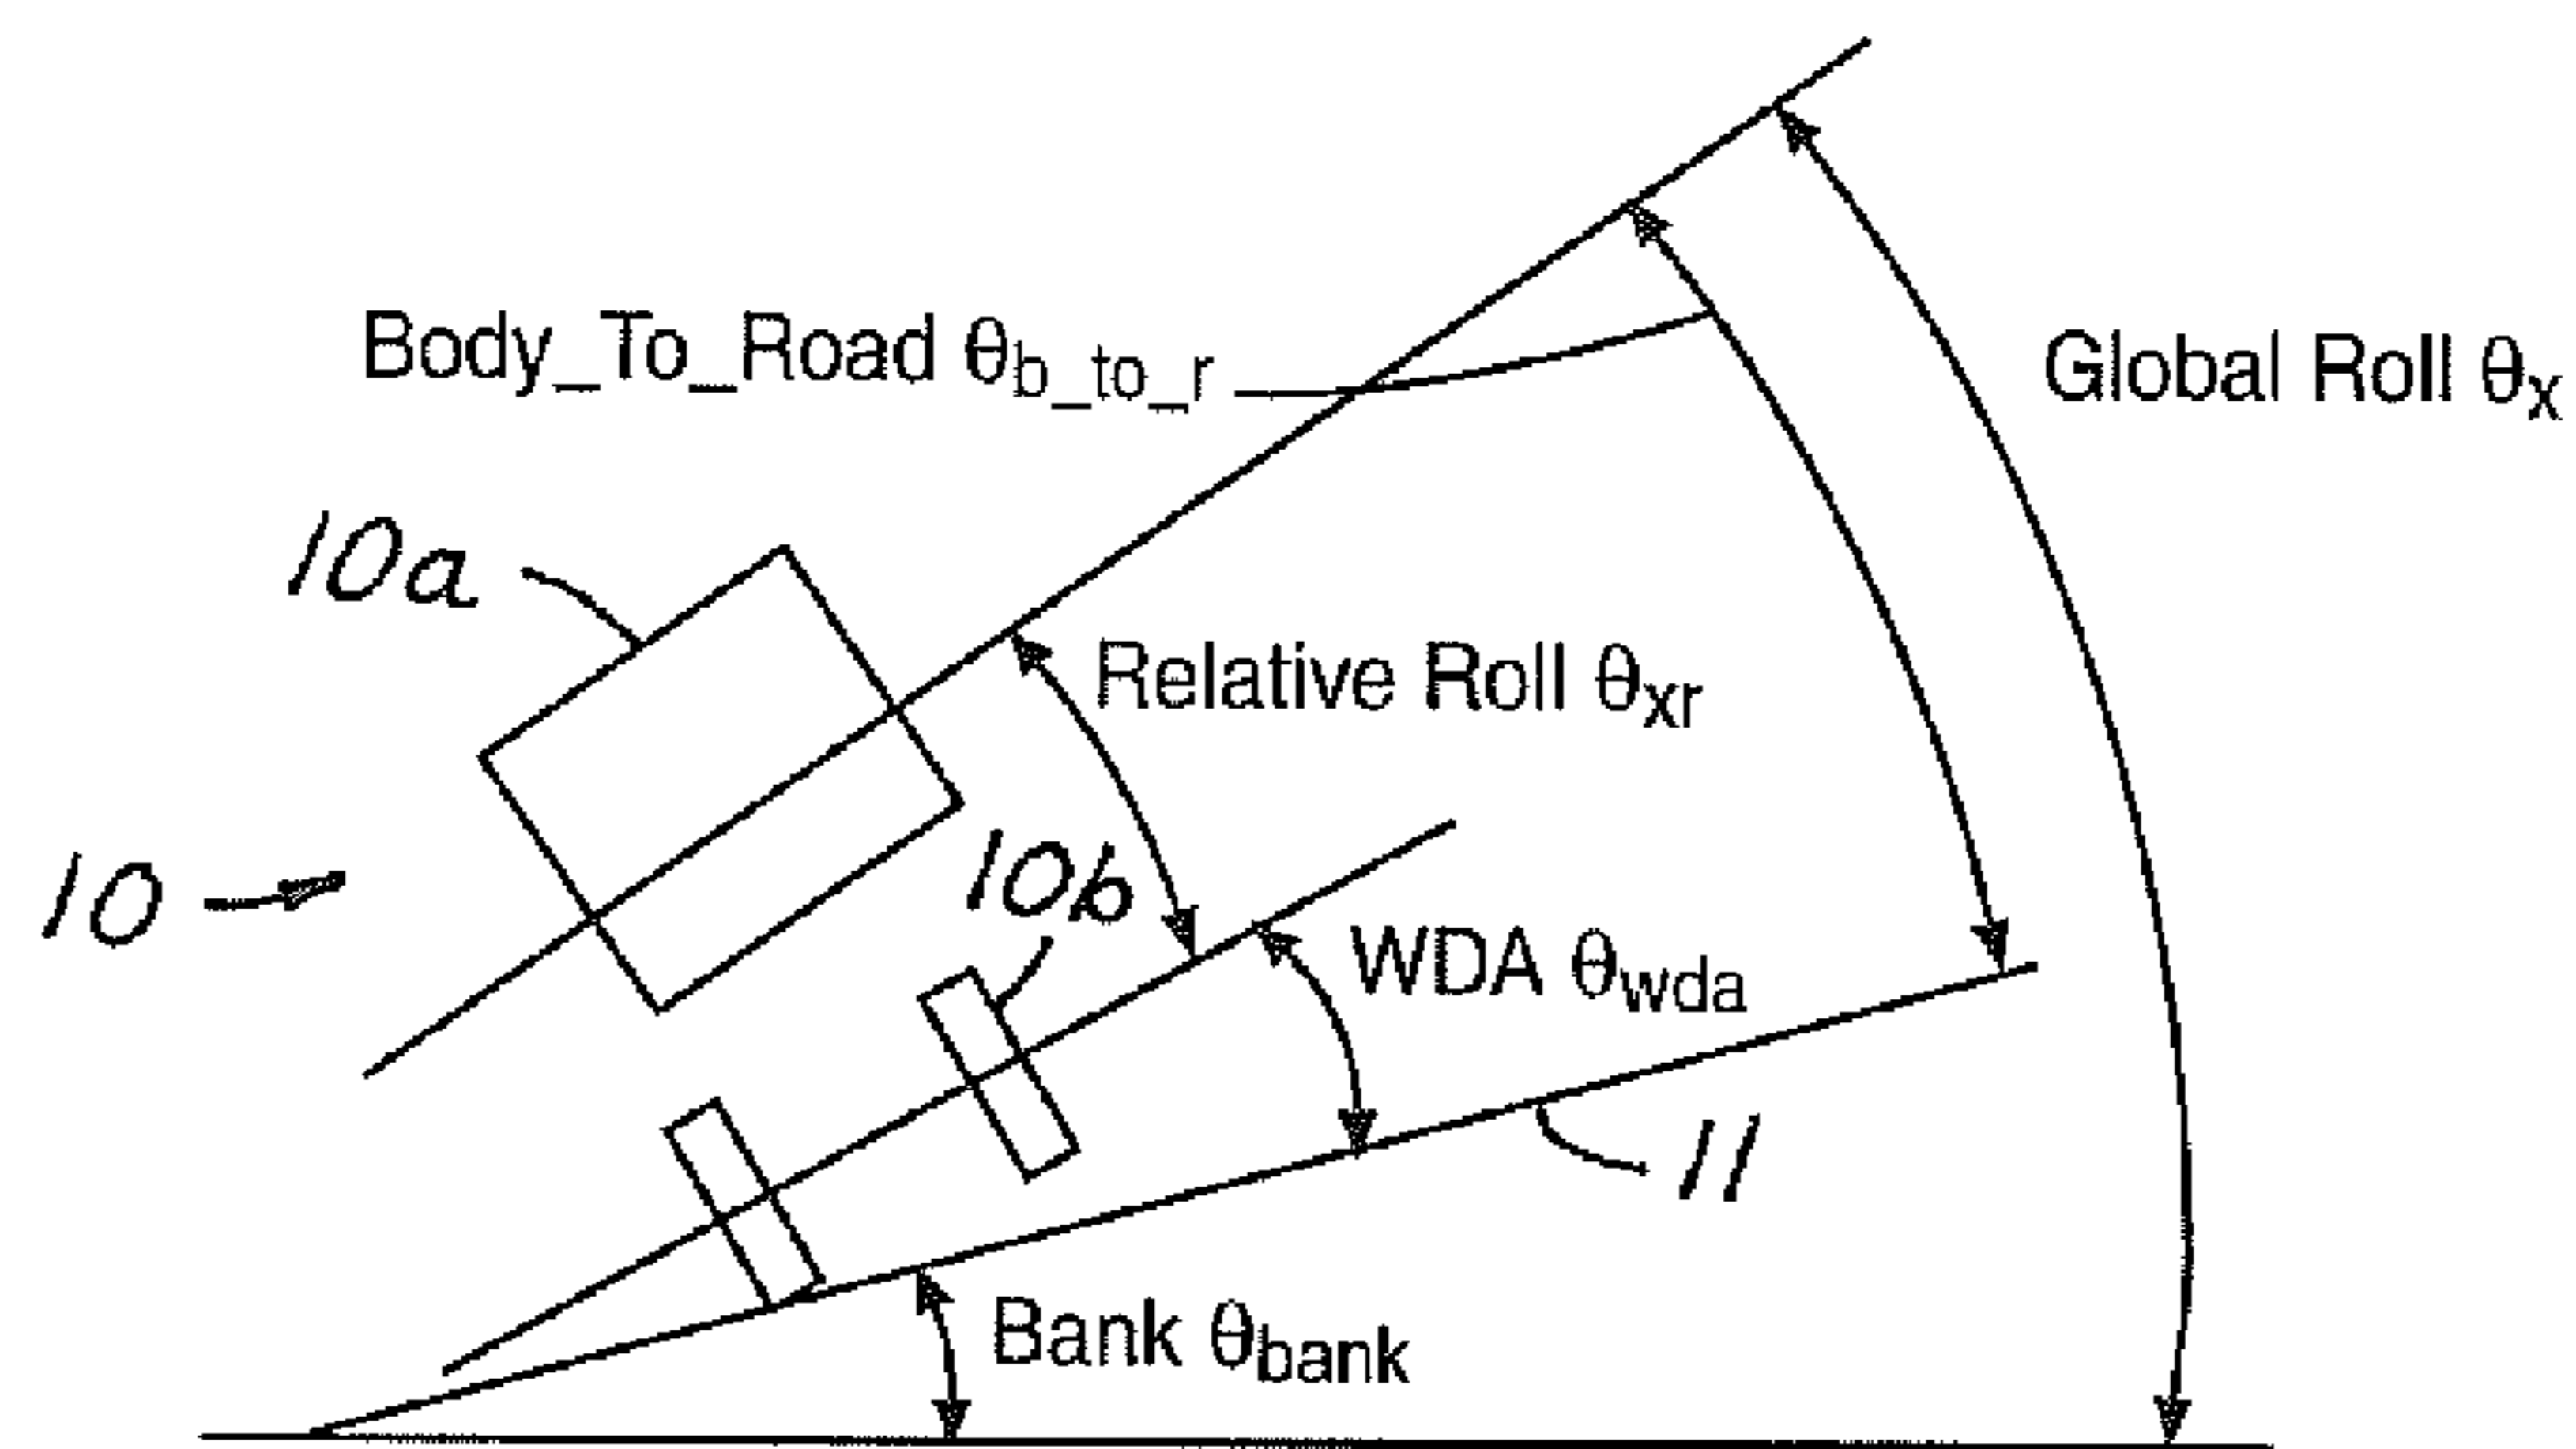 Body_To_Road θb_to_r
Global Roll θx
10a
Relative Roll θxr
10
10b
WDA θwda
11
Bank θbank